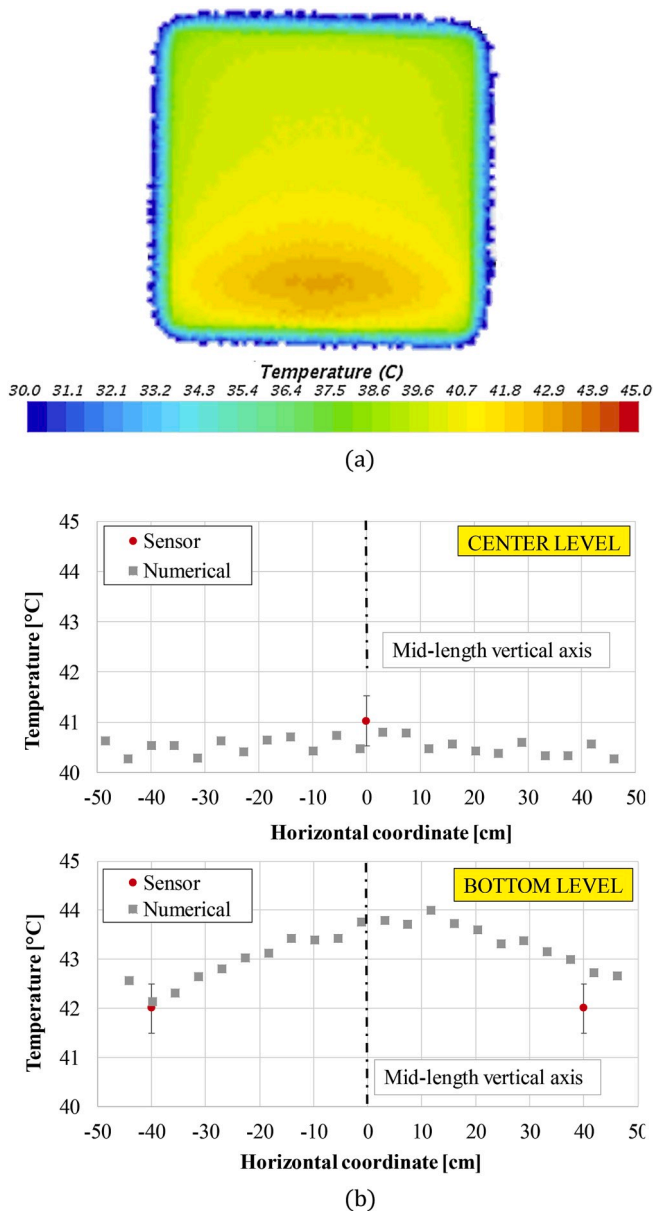 Temperature (C)
30.0 31.1 32.1 33.2 34.3 35.4 36.4 37.5 38.6 39.6 40.7 41.8 42.9 43.9 45.0
(a)
45
44
43
42
41
40
Temperature [°C]
Sensor
Numerical
CENTER LEVEL
Mid-length vertical axis
-50 -40 -30 -20 -10 0 10 20 30 40 50
Horizontal coordinate [cm]
45
44
43
42
41
40
Temperature [°C]
Sensor
Numerical
BOTTOM LEVEL
Mid-length vertical axis
-50 -40 -30 -20 -10 0 10 20 30 40 50
Horizontal coordinate [cm]
(b)